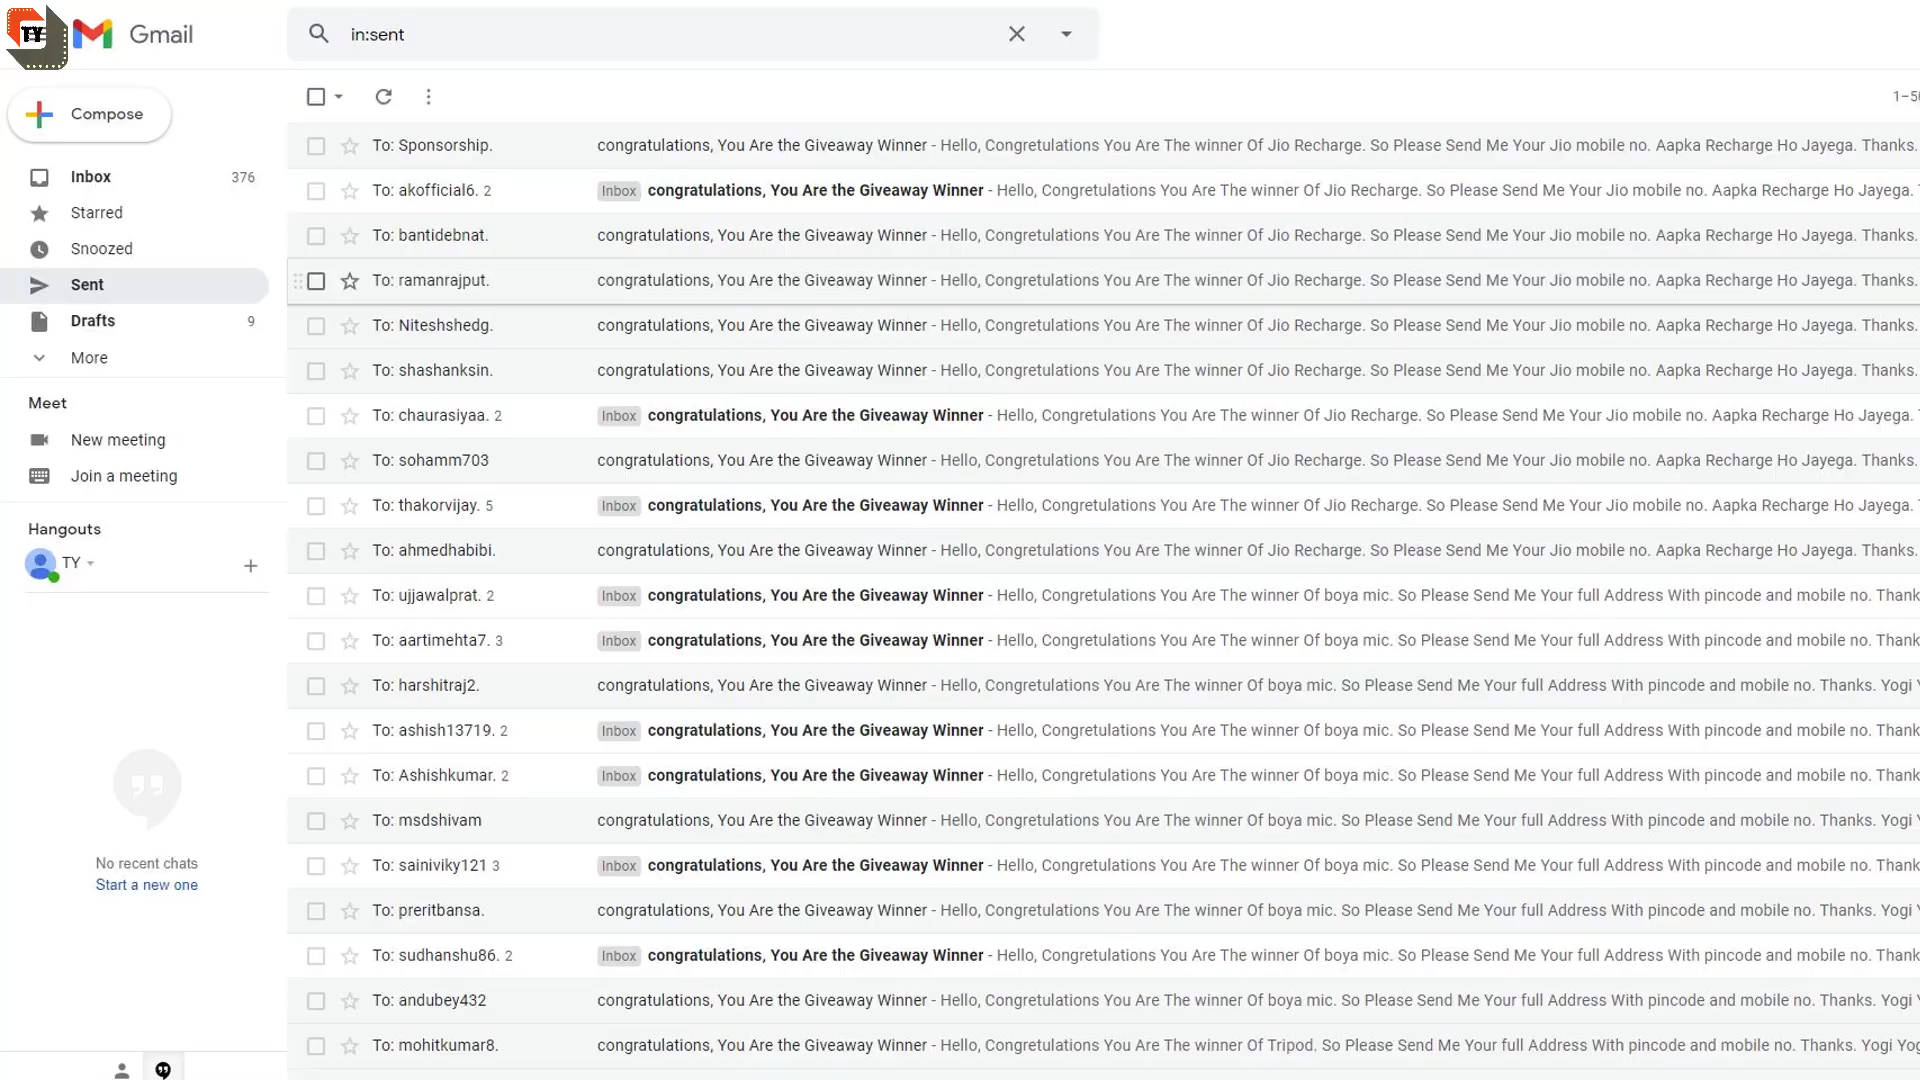 TY Gmail
in:sent
Compose
1–50
Inbox 376
Starred
Snoozed
Sent
Drafts 9
More
Meet
New meeting
Join a meeting
Hangouts
TY
No recent chats
Start a new one
To: Sponsorship. congratulations, You Are the Giveaway Winner - Hello, Congratulations You Are The winner Of Jio Recharge. So Please Send Me Your Jio mobile no. Aapka Recharge Ho Jayega. Thanks.
To: akofficial6. 2 Inbox congratulations, You Are the Giveaway Winner - Hello, Congratulations You Are The winner Of Jio Recharge. So Please Send Me Your Jio mobile no. Aapka Recharge Ho Jayega.
To: bantidebnat. congratulations, You Are the Giveaway Winner - Hello, Congratulations You Are The winner Of Jio Recharge. So Please Send Me Your Jio mobile no. Aapka Recharge Ho Jayega. Thanks.
To: ramanrajput. congratulations, You Are the Giveaway Winner - Hello, Congratulations You Are The winner Of Jio Recharge. So Please Send Me Your Jio mobile no. Aapka Recharge Ho Jayega. Thanks.
To: Niteshshedg. congratulations, You Are the Giveaway Winner - Hello, Congratulations You Are The winner Of Jio Recharge. So Please Send Me Your Jio mobile no. Aapka Recharge Ho Jayega. Thanks.
To: shashanksin. congratulations, You Are the Giveaway Winner - Hello, Congratulations You Are The winner Of Jio Recharge. So Please Send Me Your Jio mobile no. Aapka Recharge Ho Jayega. Thanks.
To: chaurasiyaa. 2 Inbox congratulations, You Are the Giveaway Winner - Hello, Congratulations You Are The winner Of Jio Recharge. So Please Send Me Your Jio mobile no. Aapka Recharge Ho Jayega.
To: sohamm703 congratulations, You Are the Giveaway Winner - Hello, Congratulations You Are The winner Of Jio Recharge. So Please Send Me Your Jio mobile no. Aapka Recharge Ho Jayega. Thanks.
To: thakorvijay. 5 Inbox congratulations, You Are the Giveaway Winner - Hello, Congratulations You Are The winner Of Jio Recharge. So Please Send Me Your Jio mobile no. Aapka Recharge Ho Jayega.
To: ahmedhabibi. congratulations, You Are the Giveaway Winner - Hello, Congratulations You Are The winner Of Jio Recharge. So Please Send Me Your Jio mobile no. Aapka Recharge Ho Jayega. Thanks.
To: ujjawalprat. 2 Inbox congratulations, You Are the Giveaway Winner - Hello, Congratulations You Are The winner Of boya mic. So Please Send Me Your full Address With pincode and mobile no. Thank
To: aartimehta7. 3 Inbox congratulations, You Are the Giveaway Winner - Hello, Congratulations You Are The winner Of boya mic. So Please Send Me Your full Address With pincode and mobile no. Thank
To: harshitraj2. congratulations, You Are the Giveaway Winner - Hello, Congratulations You Are The winner Of boya mic. So Please Send Me Your full Address With pincode and mobile no. Thanks. Yogi
To: ashish13719. 2 Inbox congratulations, You Are the Giveaway Winner - Hello, Congratulations You Are The winner Of boya mic. So Please Send Me Your full Address With pincode and mobile no. Thank
To: Ashishkumar. 2 Inbox congratulations, You Are the Giveaway Winner - Hello, Congratulations You Are The winner Of boya mic. So Please Send Me Your full Address With pincode and mobile no. Thank
To: msdshivam congratulations, You Are the Giveaway Winner - Hello, Congratulations You Are The winner Of boya mic. So Please Send Me Your full Address With pincode and mobile no. Thanks. Yogi
To: sainiviky121 3 Inbox congratulations, You Are the Giveaway Winner - Hello, Congratulations You Are The winner Of boya mic. So Please Send Me Your full Address With pincode and mobile no. Thank
To: preritbansa. congratulations, You Are the Giveaway Winner - Hello, Congratulations You Are The winner Of boya mic. So Please Send Me Your full Address With pincode and mobile no. Thanks. Yogi
To: sudhanshu86. 2 Inbox congratulations, You Are the Giveaway Winner - Hello, Congratulations You Are The winner Of boya mic. So Please Send Me Your full Address With pincode and mobile no. Thank
To: andubey432 congratulations, You Are the Giveaway Winner - Hello, Congratulations You Are The winner Of boya mic. So Please Send Me Your full Address With pincode and mobile no. Thanks. Yogi
To: mohitkumar8. congratulations, You Are the Giveaway Winner - Hello, Congratulations You Are The winner Of Tripod. So Please Send Me Your full Address With pincode and mobile no. Thanks. Yogi Yog